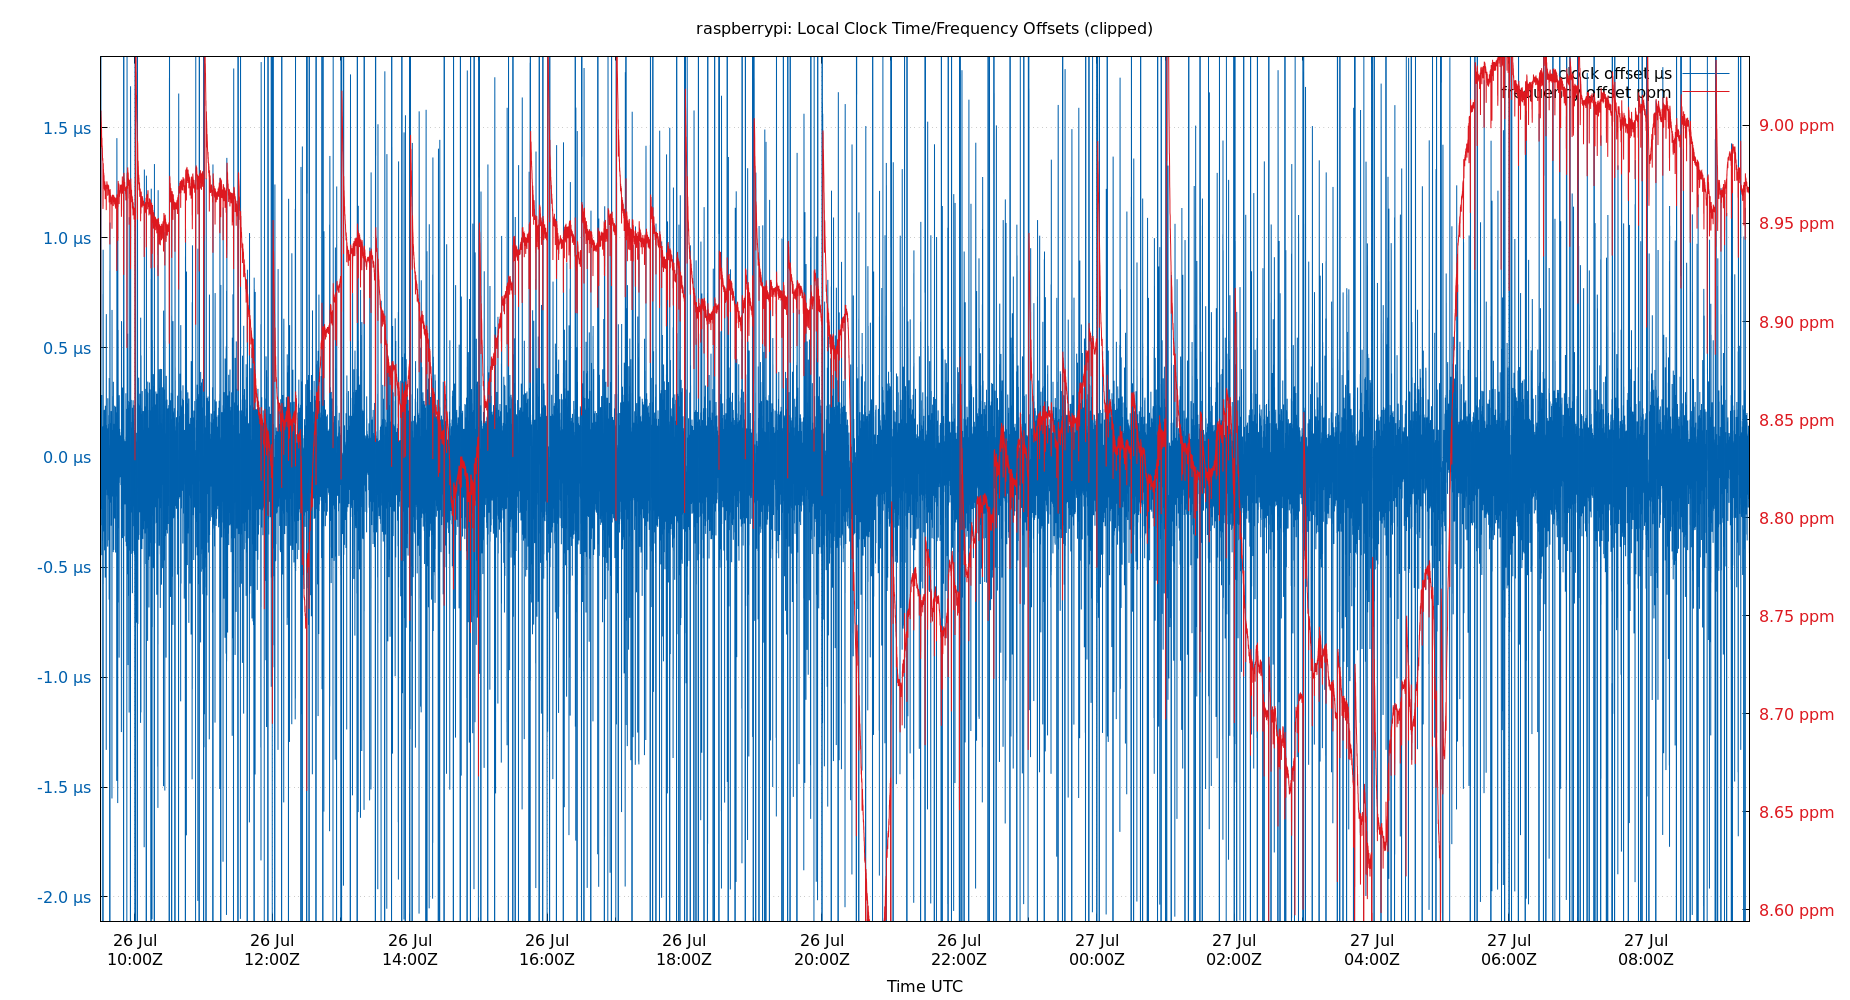 raspberrypi: Local Clock Time/Frequency Offsets (clipped)
clock offset µs
frequency offset ppm
1.5 µs
1.0 µs
0.5 µs
0.0 µs
-0.5 µs
-1.0 µs
-1.5 µs
-2.0 µs
9.00 ppm
8.95 ppm
8.90 ppm
8.85 ppm
8.80 ppm
8.75 ppm
8.70 ppm
8.65 ppm
8.60 ppm
26 Jul 26 Jul 26 Jul 26 Jul 26 Jul 26 Jul 26 Jul 27 Jul 27 Jul 27 Jul 27 Jul 27 Jul
10:00Z 12:00Z 14:00Z 16:00Z 18:00Z 20:00Z 22:00Z 00:00Z 02:00Z 04:00Z 06:00Z 08:00Z
Time UTC